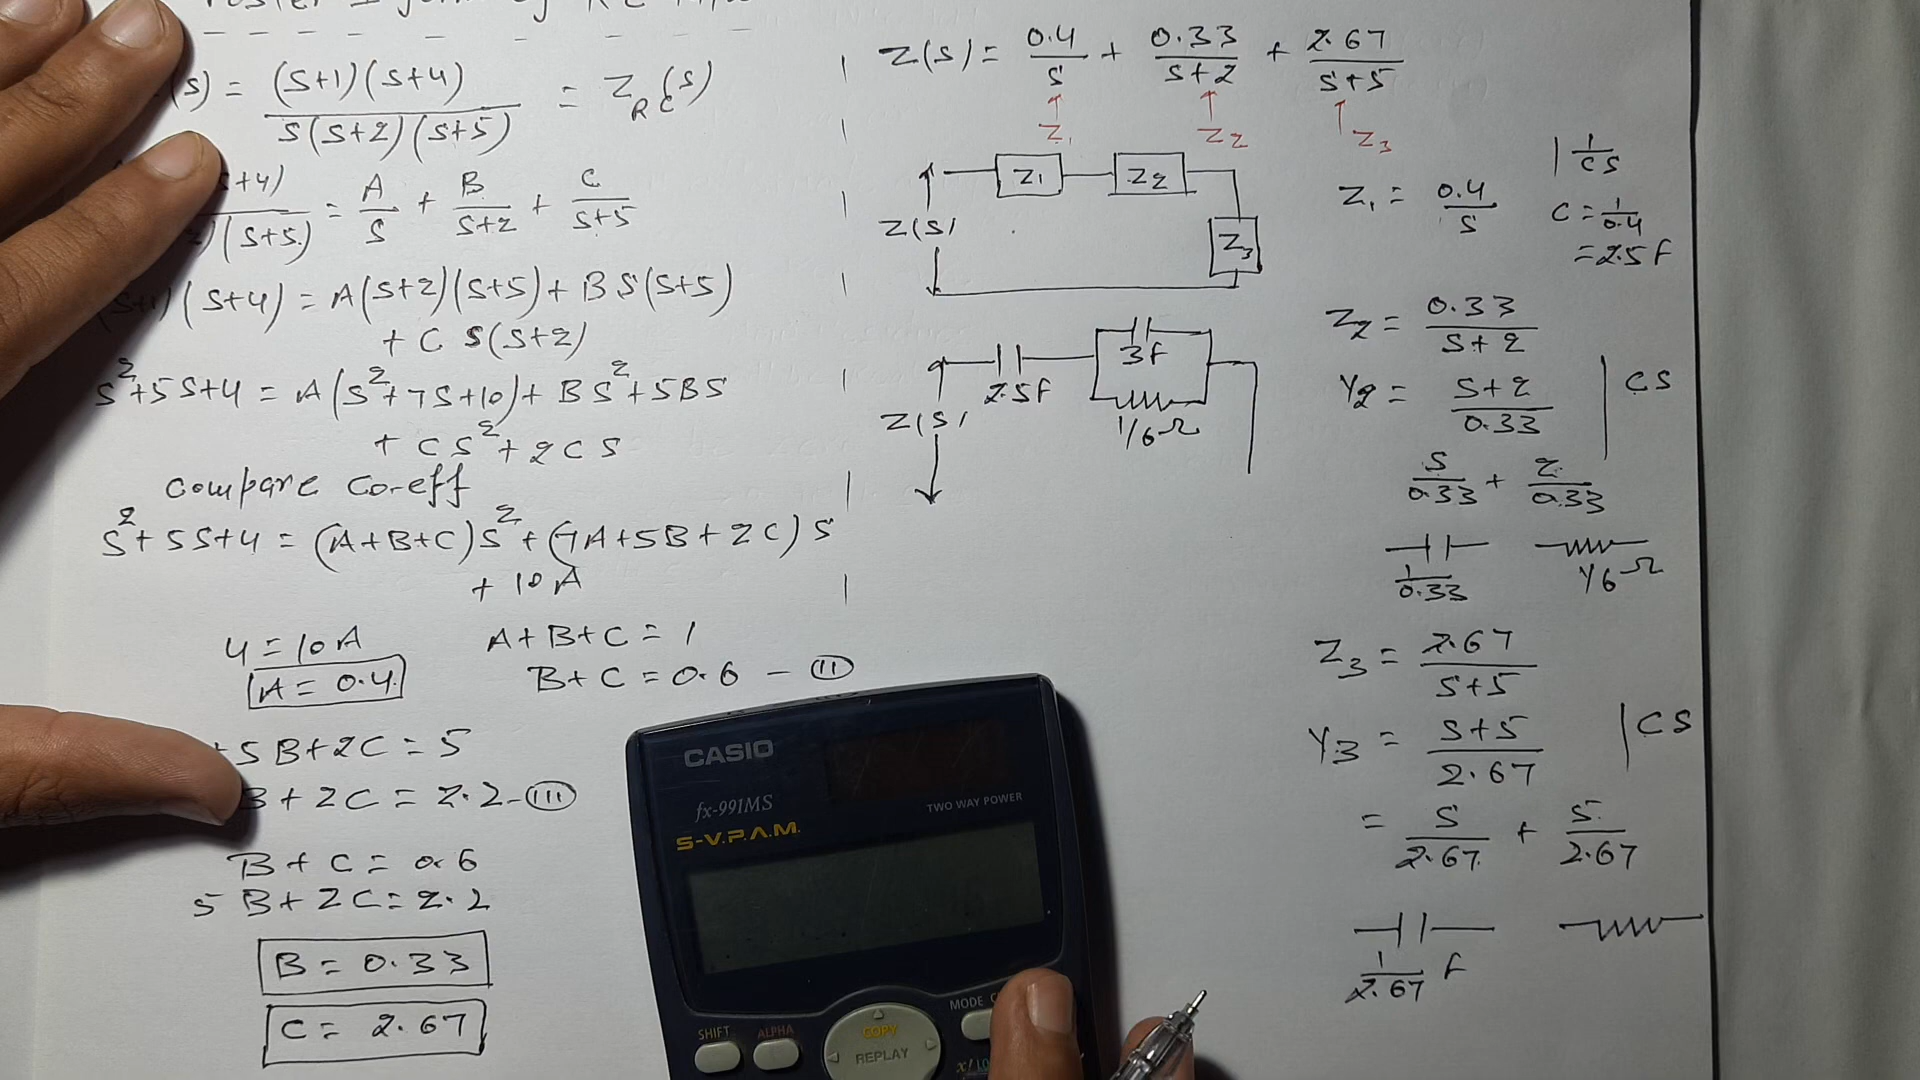 (s) = (S+1)(S+4) / S(S+2)(S+5) = Z_RC(S)
+4) / (S+5) = A/S + B/(S+2) + C/(S+5)
(S+4) = A(S+2)(S+5) + B S(S+5)
+ C S(S+2)
S²+5S+4 = A(S²+7S+10) + BS²+5BS
+ CS²+2CS
Compare Co-eff
S²+5S+4 = (A+B+C)S² + (7A+5B+2C)S
+ 10A
4 = 10A
A = 0.4
A+B+C = 1
B+C = 0.6 - (II)
+5B+2C = 5
B+2C = 2.2 - (III)
B + C = 0.6
5B + 2C = 2.2
B = 0.33
C = 2.67
Z(S) = 0.4/S + 0.33/(S+2) + 2.67/(S+5)
Z1
Z2
Z3
Z1
Z2
Z3
Z(S)
2.5F
3F
1/6Ω
Z(S)
Z1 = 0.4/S
| 1/CS
C = 1/0.4
= 2.5F
Z2 = 0.33/(S+2)
Y2 = (S+2)/0.33 | CS
S/0.33 + 2/0.33
1/0.33
1/6Ω
Z3 = 2.67/(S+5)
Y3 = (S+5)/2.67 | CS
= S/2.67 + 5/2.67
1/2.67 F
CASIO
fx-991MS
TWO WAY POWER
S-V.P.A.M.
SHIFT
ALPHA
COPY
REPLAY
MODE
x!